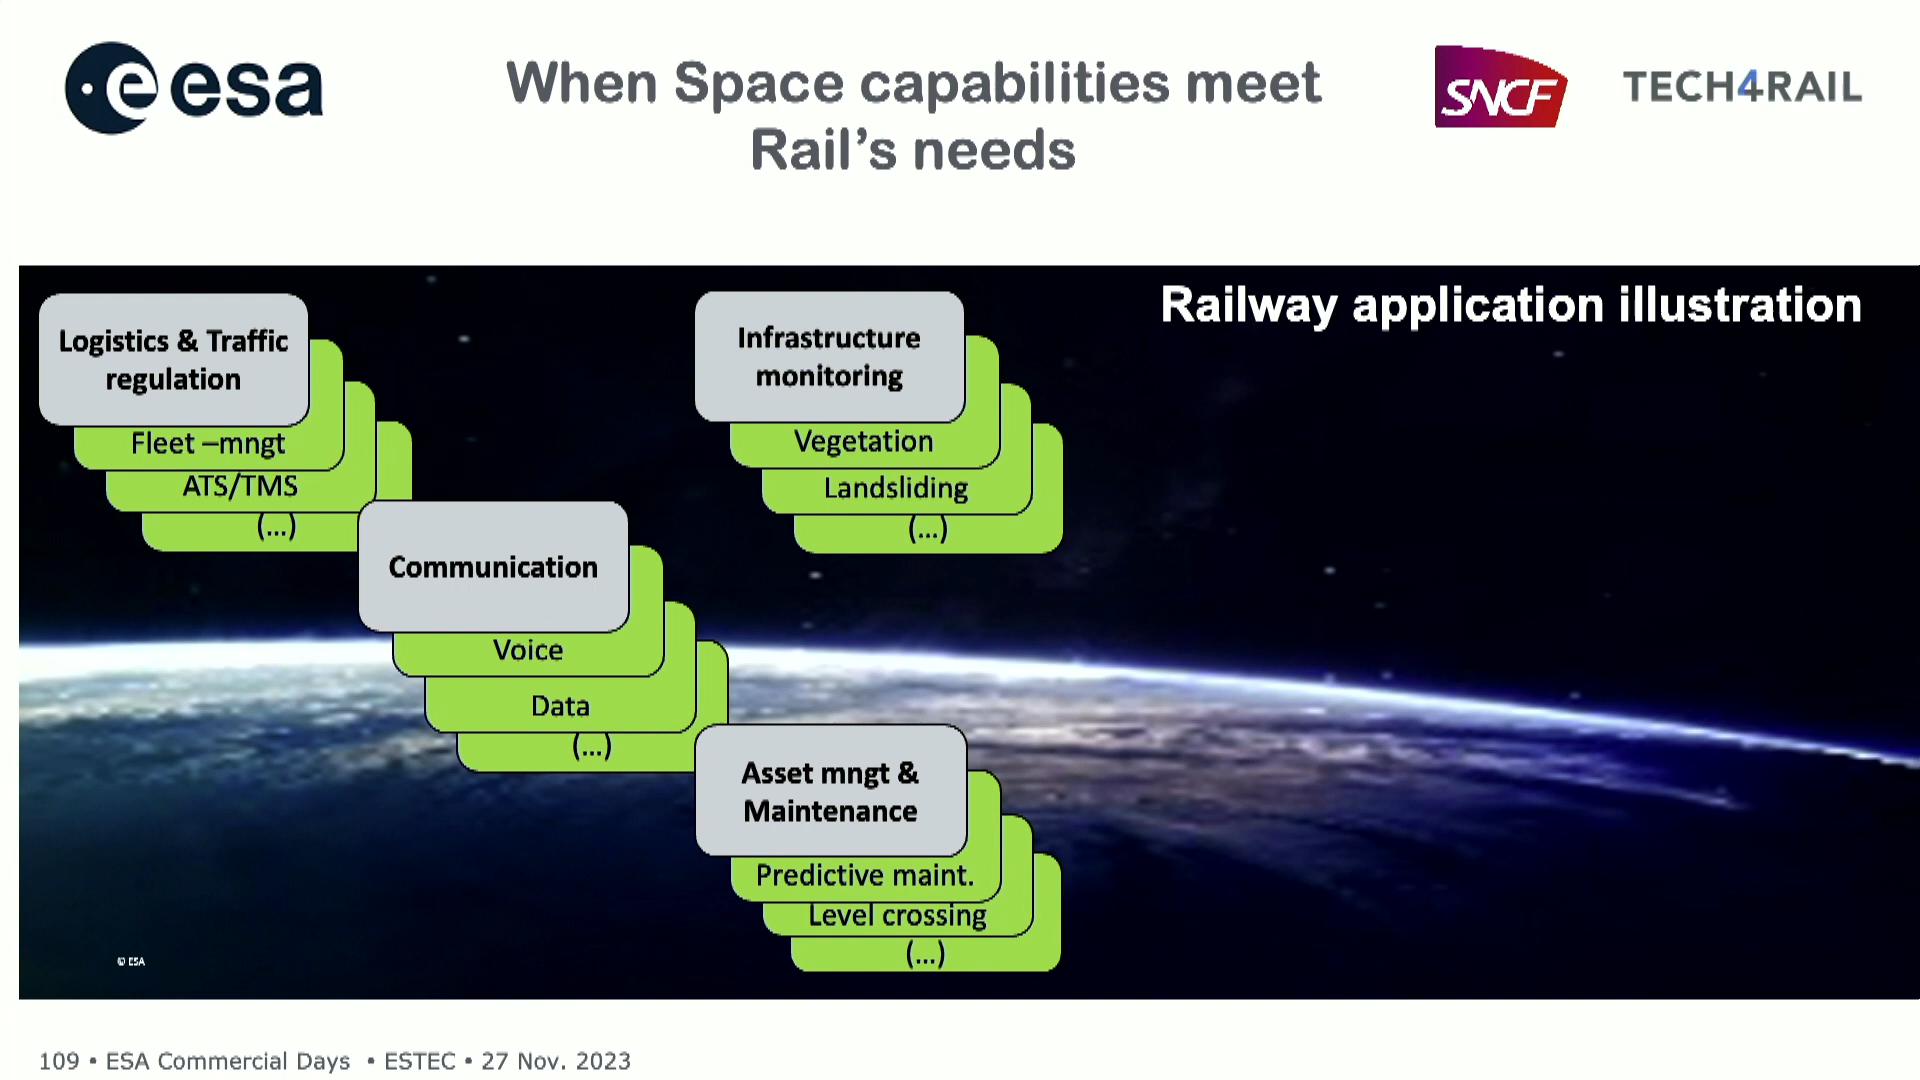 esa
When Space capabilities meet
Rail's needs
SNCF
TECH4RAIL
Railway application illustration
Logistics & Traffic
regulation
Fleet –mngt
ATS/TMS
(...)
Infrastructure
monitoring
Vegetation
Landsliding
(...)
Communication
Voice
Data
(...)
Asset mngt &
Maintenance
Predictive maint.
Level crossing
(...)
© ESA
109 • ESA Commercial Days • ESTEC • 27 Nov. 2023